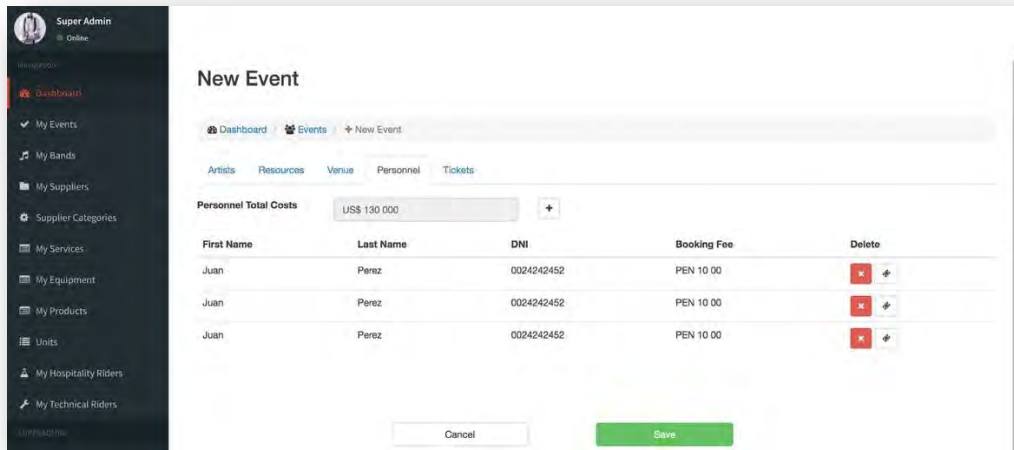 Super Admin
Online
Navigation
Dashboard
My Events
My Bands
My Suppliers
Supplier Categories
My Services
My Equipment
My Products
Units
My Hospitality Riders
My Technical Riders
New Event
Dashboard / Events / + New Event
Artists Resources Venue Personnel Tickets
Personnel Total Costs US$ 130 000 +
First Name Last Name DNI Booking Fee Delete
Juan Perez 0024242452 PEN 10 00
Juan Perez 0024242452 PEN 10 00
Juan Perez 0024242452 PEN 10 00
Cancel Save